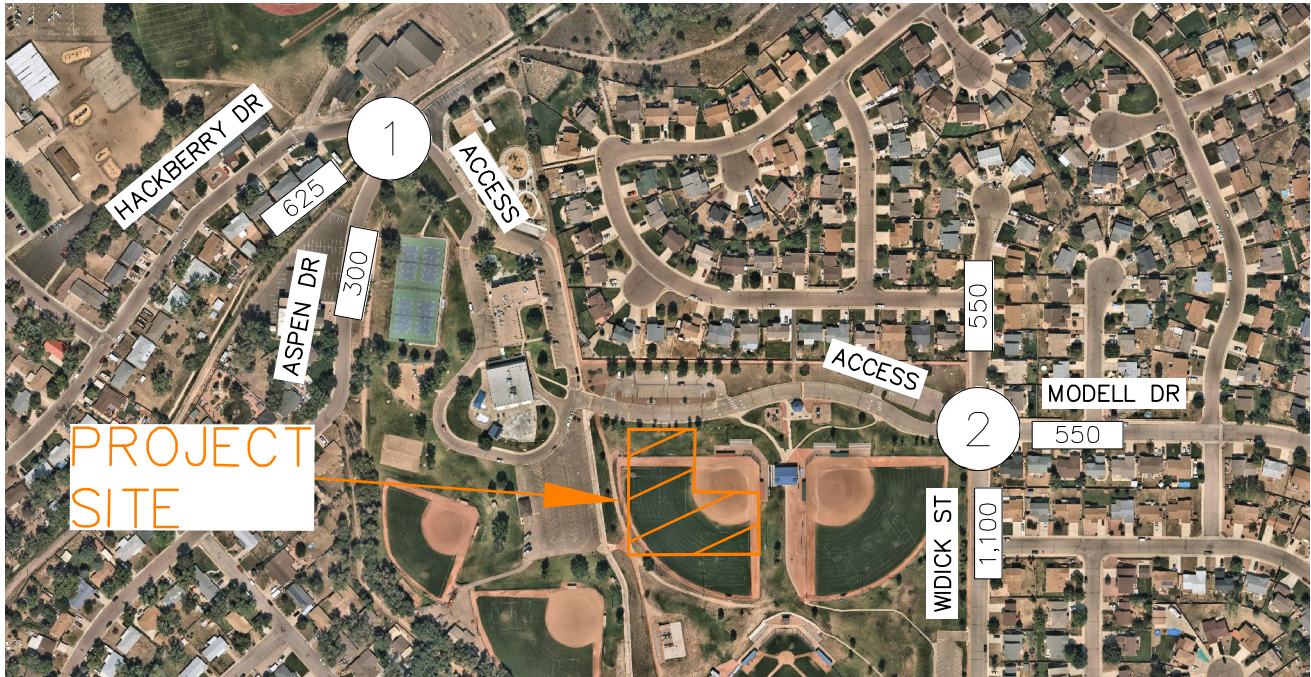 HACKBERRY DR
1
ACCESS
625
300
ASPEN DR
550
ACCESS
MODELL DR
2
550
PROJECT
SITE
WIDICK ST
1,100